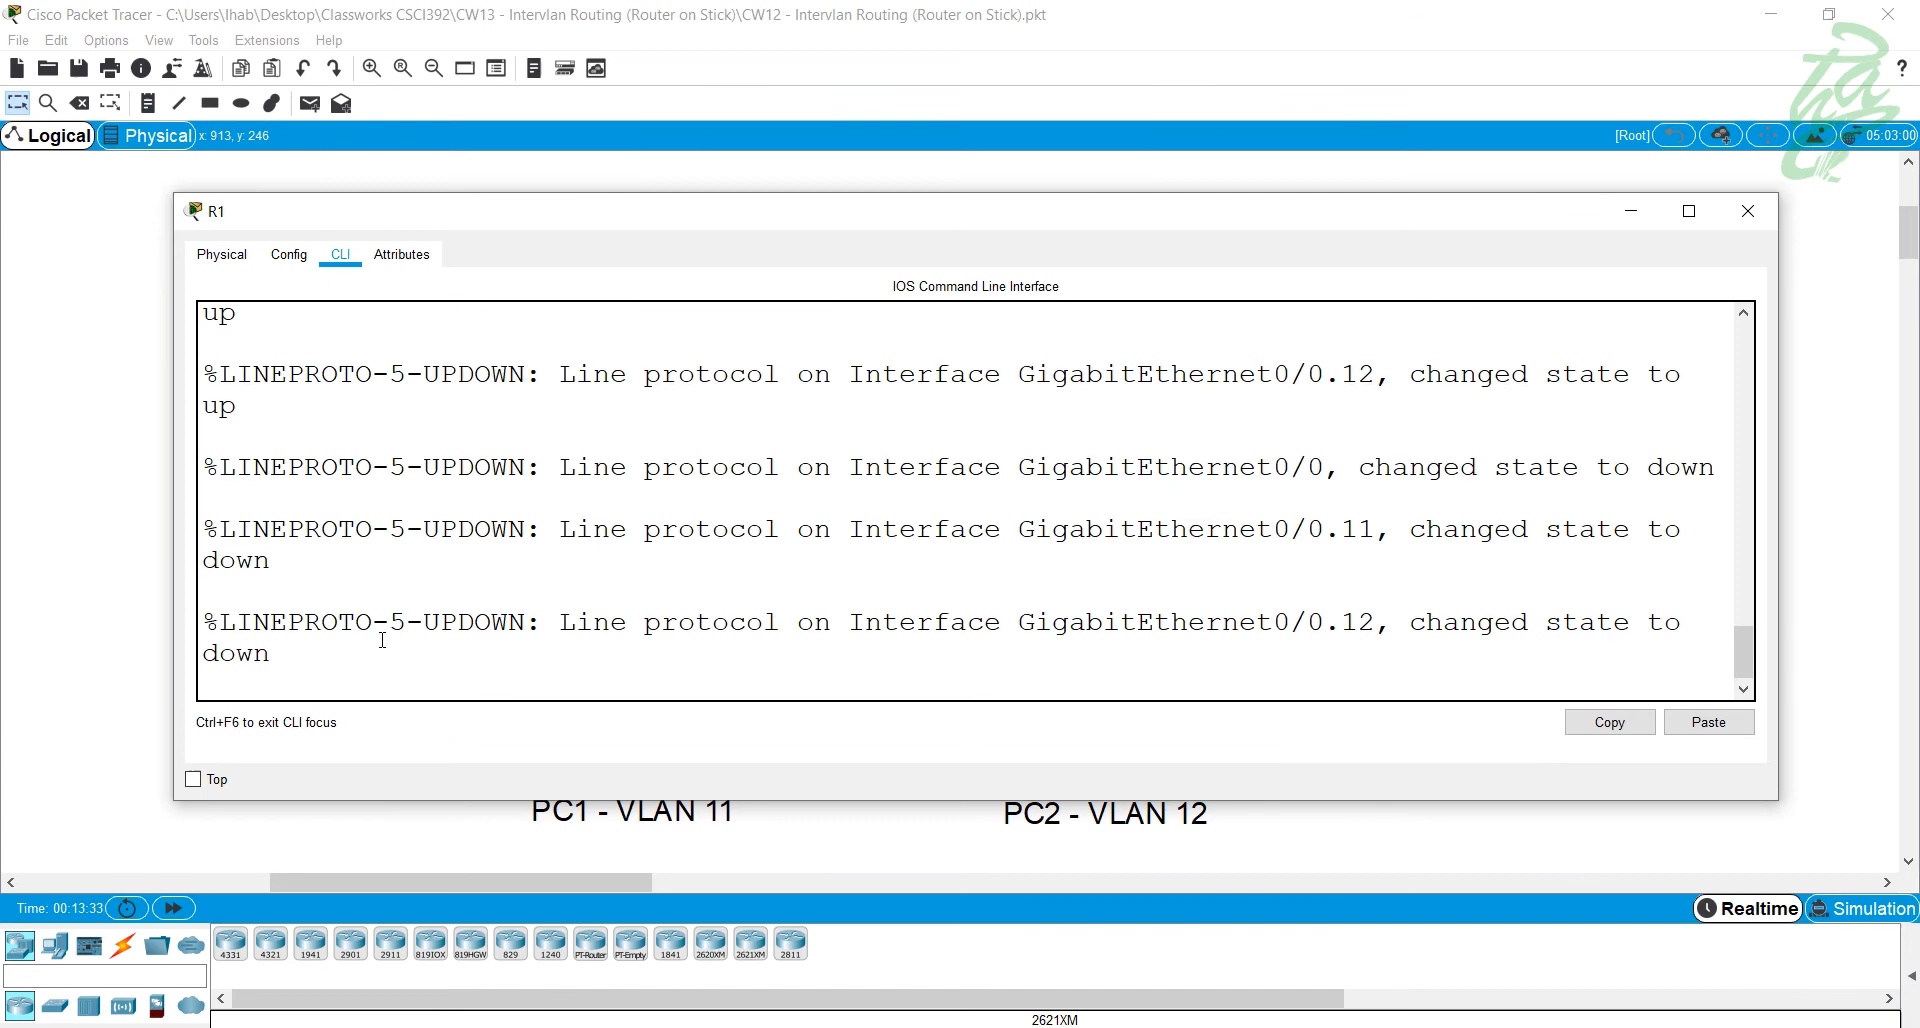 Cisco Packet Tracer - C:\Users\Ihab\Desktop\Classworks CSCI392\CW13 - Intervlan Routing (Router on Stick)\CW12 - Intervlan Routing (Router on Stick).pkt
File Edit Options View Tools Extensions Help
?
Logical Physical x: 913, y: 246 [Root] 05:03:00
R1
Physical Config CLI Attributes
IOS Command Line Interface
up
%LINEPROTO-5-UPDOWN: Line protocol on Interface GigabitEthernet0/0.12, changed state to
up
%LINEPROTO-5-UPDOWN: Line protocol on Interface GigabitEthernet0/0, changed state to down
%LINEPROTO-5-UPDOWN: Line protocol on Interface GigabitEthernet0/0.11, changed state to
down
%LINEPROTO-5-UPDOWN: Line protocol on Interface GigabitEthernet0/0.12, changed state to
down
Ctrl+F6 to exit CLI focus Copy Paste
Top
PC1 - VLAN 11 PC2 - VLAN 12
Time: 00:13:33 Realtime Simulation
4331 4321 1941 2901 2911 819IOX 819HGW 829 1240 PT-Router PT-Empty 1841 2620XM 2621XM 2811
2621XM